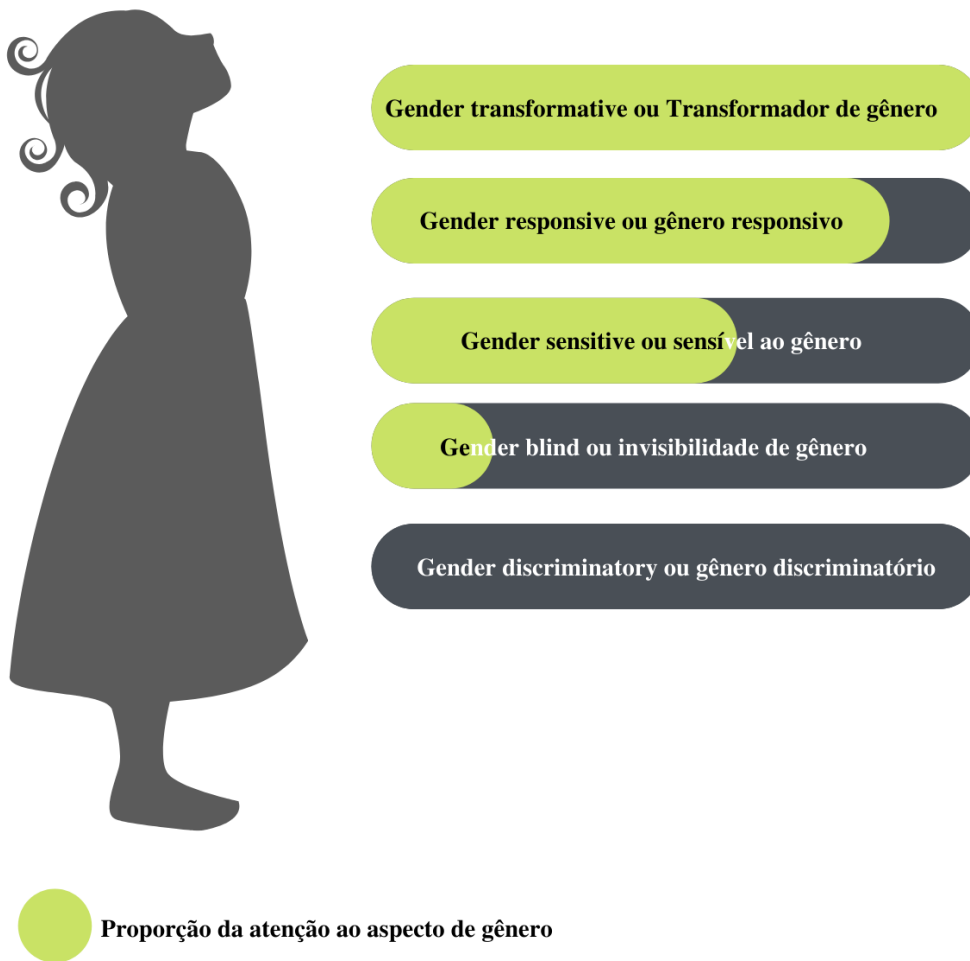 Gender transformative ou Transformador de gênero
Gender responsive ou gênero responsivo
Gender sensitive ou sensível ao gênero
Gender blind ou invisibilidade de gênero
Gender discriminatory ou gênero discriminatório
Proporção da atenção ao aspecto de gênero